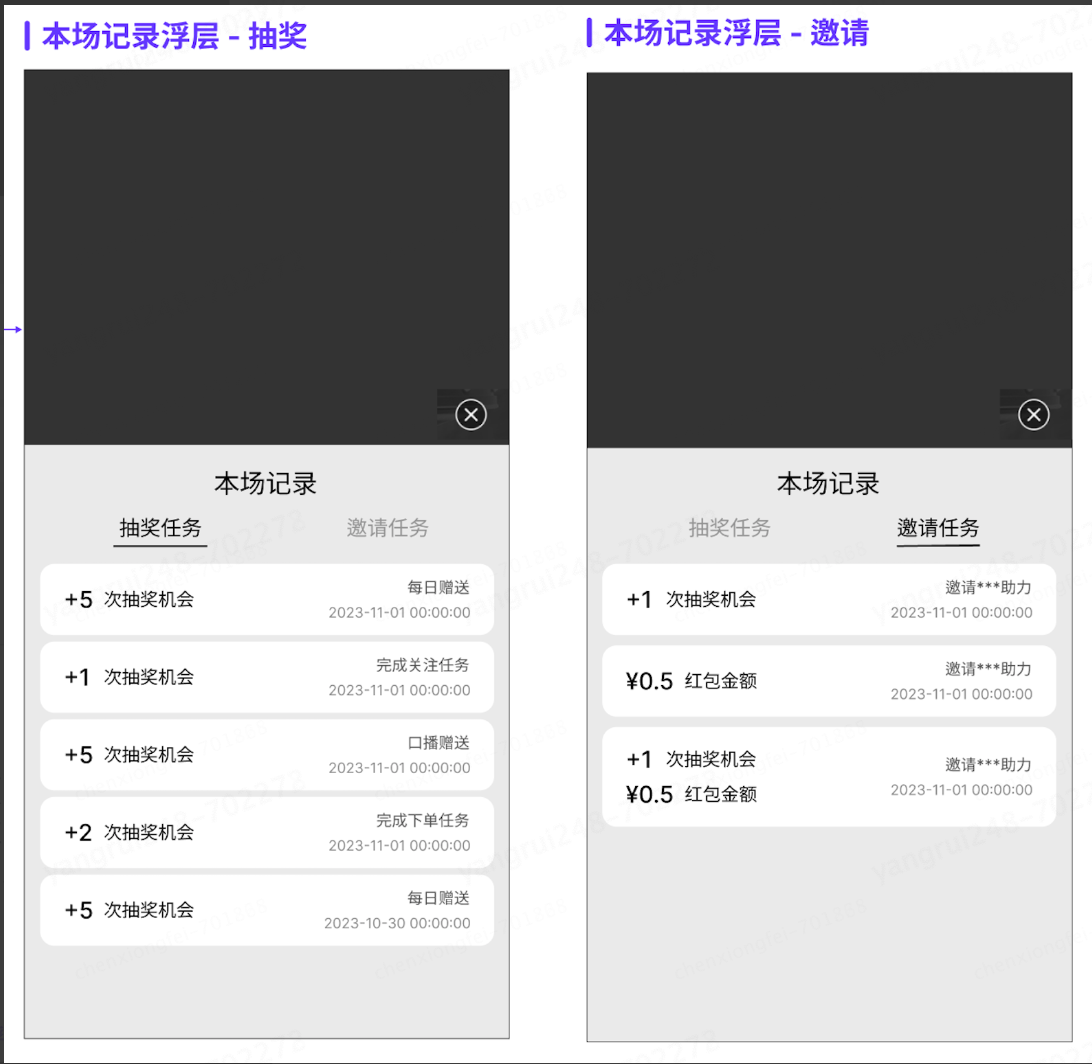 本场记录浮层 - 抽奖
本场记录
抽奖任务
邀请任务
+5 次抽奖机会
每日赠送
2023-11-01 00:00:00
+1 次抽奖机会
完成关注任务
2023-11-01 00:00:00
+5 次抽奖机会
口播赠送
2023-11-01 00:00:00
+2 次抽奖机会
完成下单任务
2023-11-01 00:00:00
+5 次抽奖机会
每日赠送
2023-10-30 00:00:00
本场记录浮层 - 邀请
本场记录
抽奖任务
邀请任务
+1 次抽奖机会
邀请***助力
2023-11-01 00:00:00
¥0.5 红包金额
邀请***助力
2023-11-01 00:00:00
+1 次抽奖机会
¥0.5 红包金额
邀请***助力
2023-11-01 00:00:00